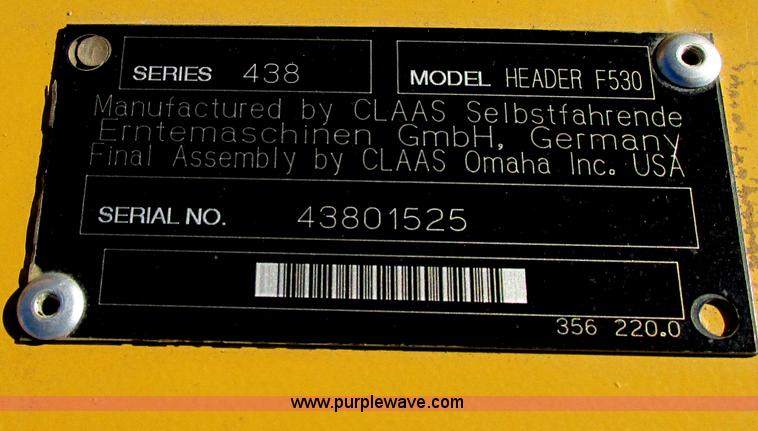 SERIES 438 MODEL HEADER F530
Manufactured by CLAAS Selbstfahrende
Erntemaschinen GmbH, Germany
Final Assembly by CLAAS Omaha Inc. USA
SERIAL NO. 43801525
356 220.0
www.purplewave.com